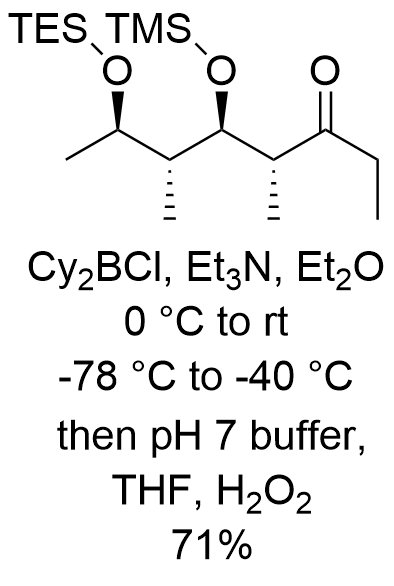 TES TMS
O O O
Cy₂BCl, Et₃N, Et₂O
0 °C to rt
-78 °C to -40 °C
then pH 7 buffer,
THF, H₂O₂
71%